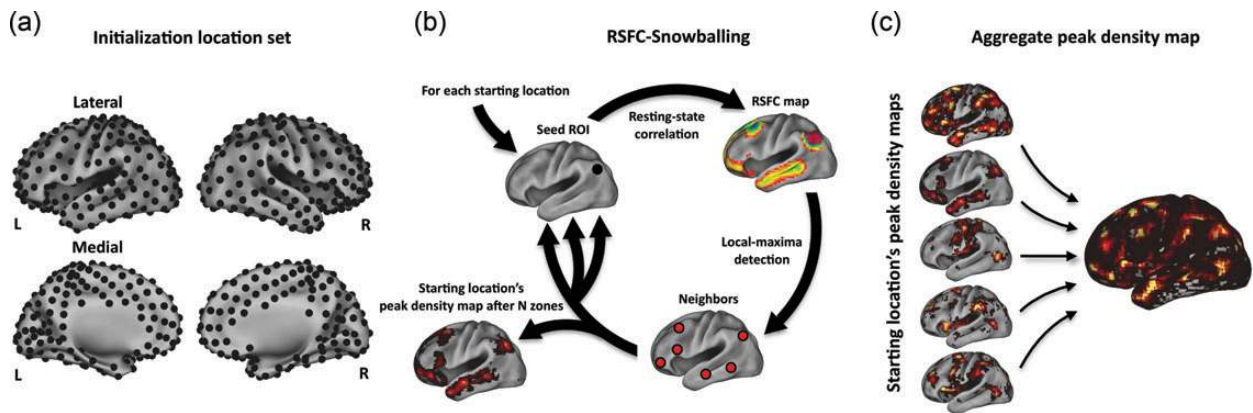 (a)
Initialization location set
Lateral
L
R
Medial
L
R
(b)
RSFC-Snowballing
For each starting location
Seed ROI
Resting-state
correlation
RSFC map
Local-maxima
detection
Neighbors
Starting location's
peak density map after N zones
(c)
Aggregate peak density map
Starting location's peak density maps